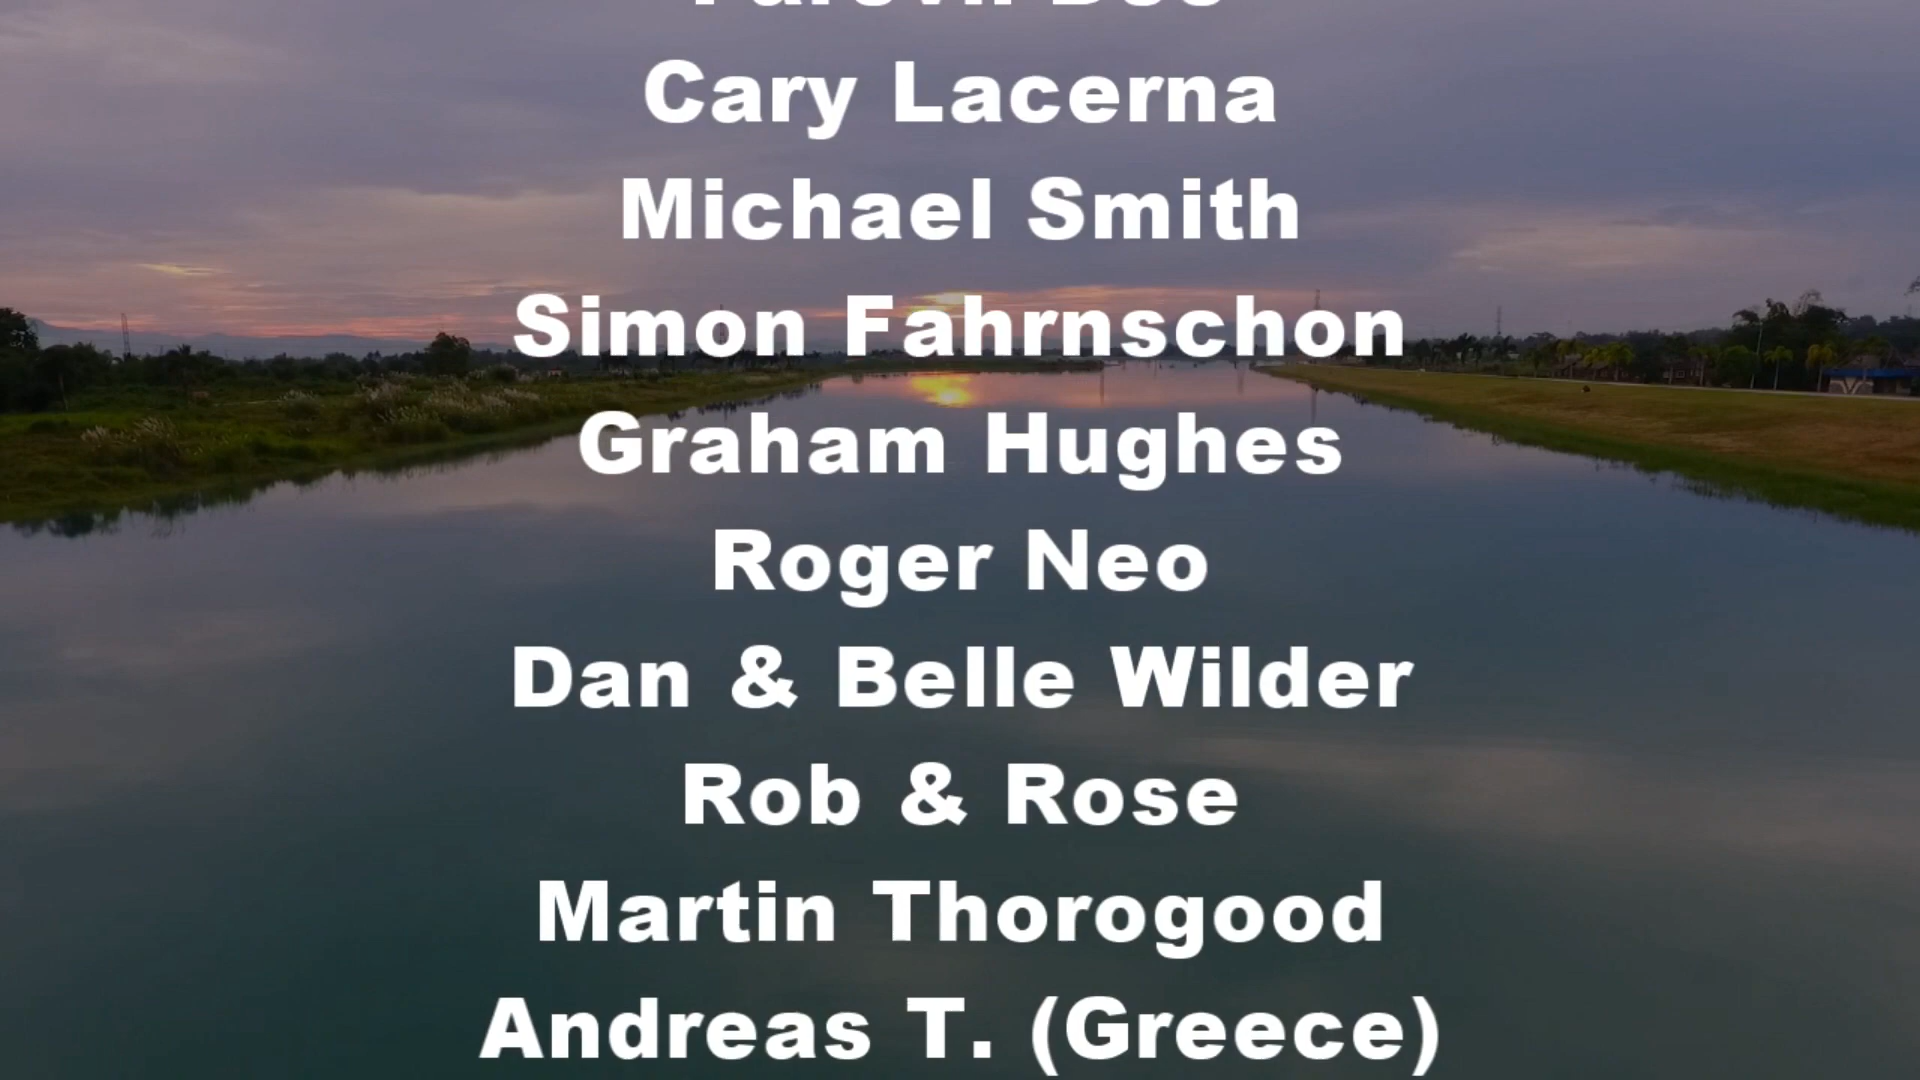 Cary Lacerna
Michael Smith
Simon Fahrnschon
Graham Hughes
Roger Neo
Dan & Belle Wilder
Rob & Rose
Martin Thorogood
Andreas T. (Greece)